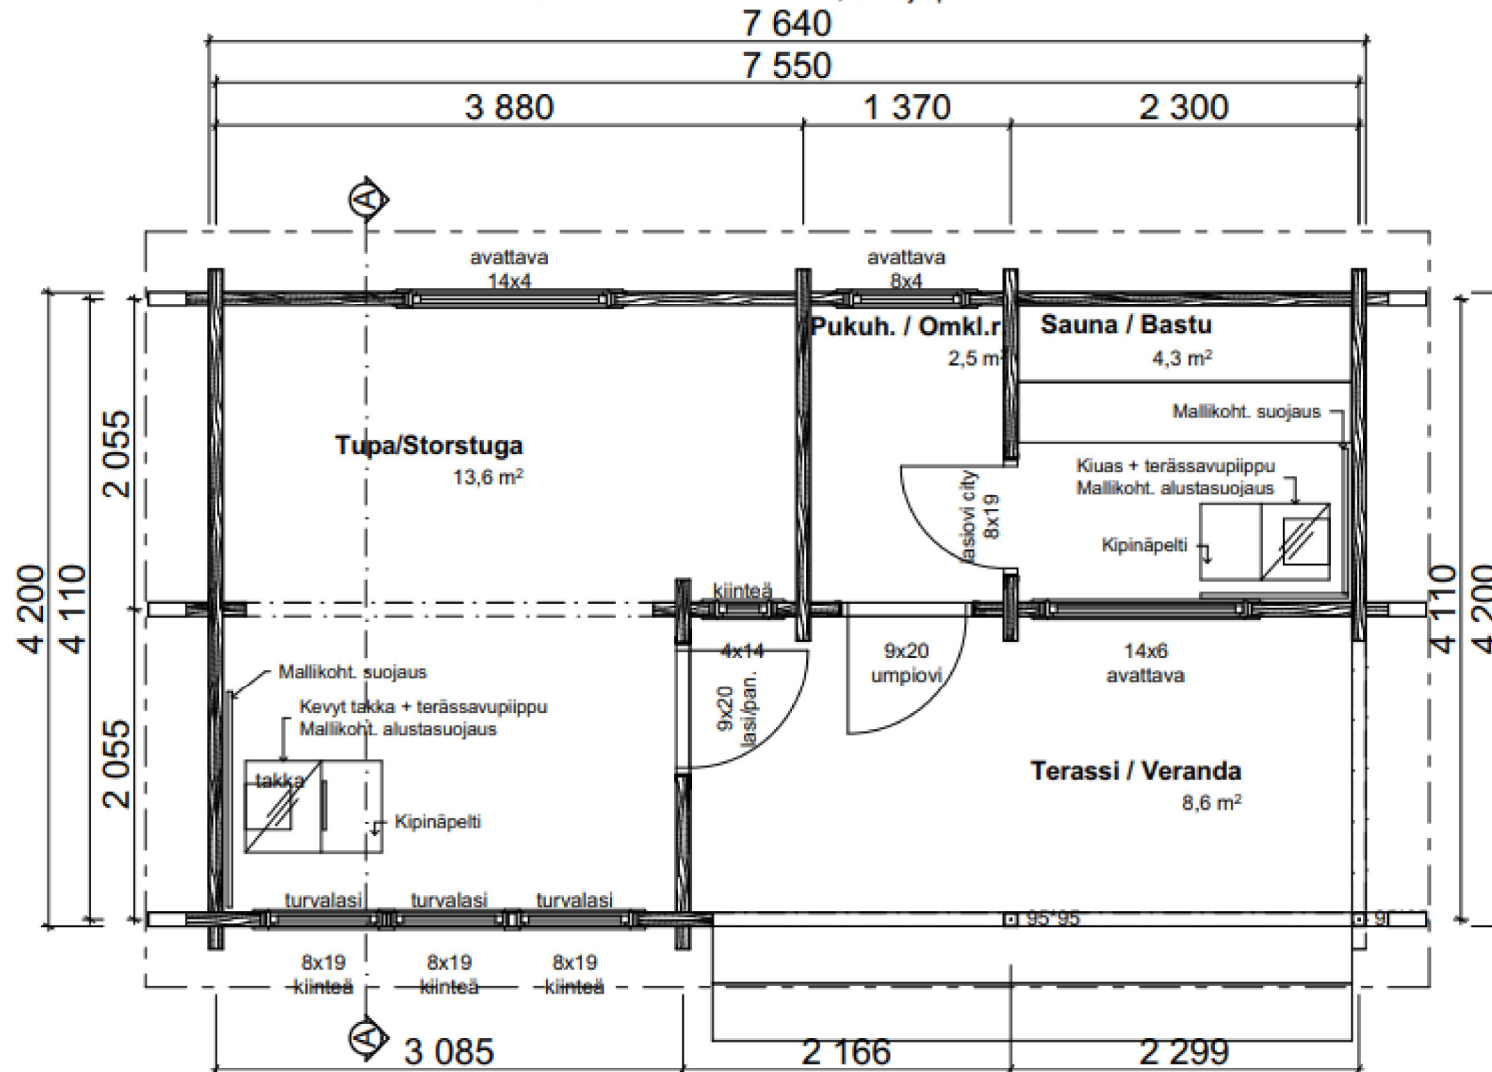 7 640
7 550
3 880
1 370
2 300
A
avattava
14x4
avattava
8x4
Pukuh. / Omkl.r.
2,5 m²
Sauna / Bastu
4,3 m²
Mallikoht. suojaus
Kiuas + terässavupiippu
Mallikoht. alustasuojaus
Kipinäpelti
lasiovi city
8x19
Tupa/Storstuga
13,6 m²
2 055
4 200
4 110
2 055
4 110
4 200
kiinteä
4x14
9x20
lasi/pan.
9x20
umpiovi
14x6
avattava
Mallikoht. suojaus
Kevyt takka + terässavupiippu
Mallikoht. alustasuojaus
takka
Kipinäpelti
Terassi / Veranda
8,6 m²
turvalasi
turvalasi
turvalasi
95*95
8x19
kiinteä
8x19
kiinteä
8x19
kiinteä
A
3 085
2 166
2 299